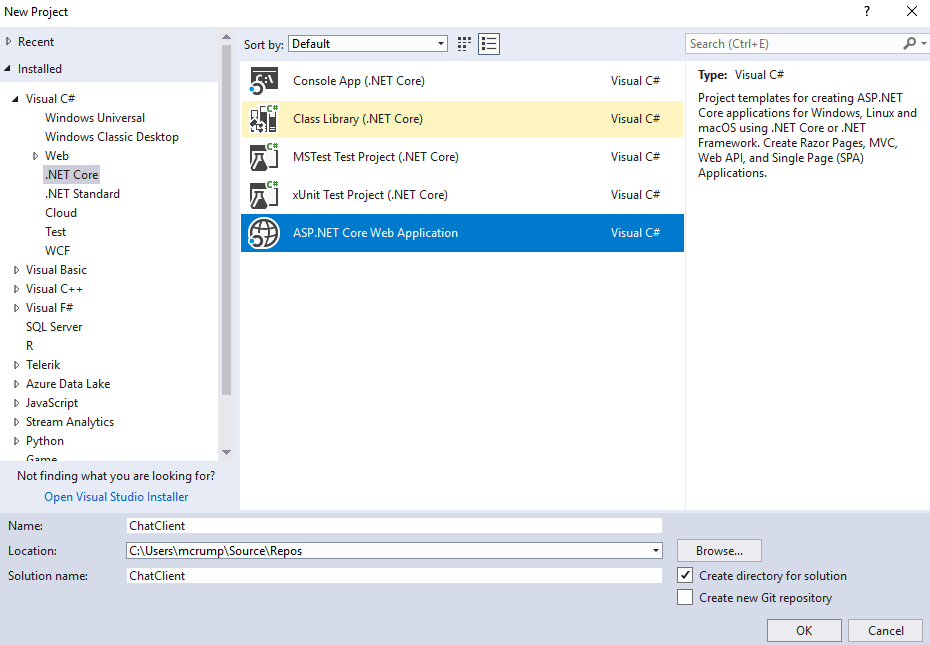 New Project
?
Recent
Installed
Visual C#
Windows Universal
Windows Classic Desktop
Web
.NET Core
.NET Standard
Cloud
Test
WCF
Visual Basic
Visual C++
Visual F#
SQL Server
R
Telerik
Azure Data Lake
JavaScript
Stream Analytics
Python
Game
Not finding what you are looking for?
Open Visual Studio Installer
Sort by: Default
Console App (.NET Core) Visual C#
Class Library (.NET Core) Visual C#
MSTest Test Project (.NET Core) Visual C#
xUnit Test Project (.NET Core) Visual C#
ASP.NET Core Web Application Visual C#
Search (Ctrl+E)
Type: Visual C#
Project templates for creating ASP.NET
Core applications for Windows, Linux and
macOS using .NET Core or .NET
Framework. Create Razor Pages, MVC,
Web API, and Single Page (SPA)
Applications.
Name: ChatClient
Location: C:\Users\mcrump\Source\Repos Browse...
Solution name: ChatClient
Create directory for solution
Create new Git repository
OK Cancel